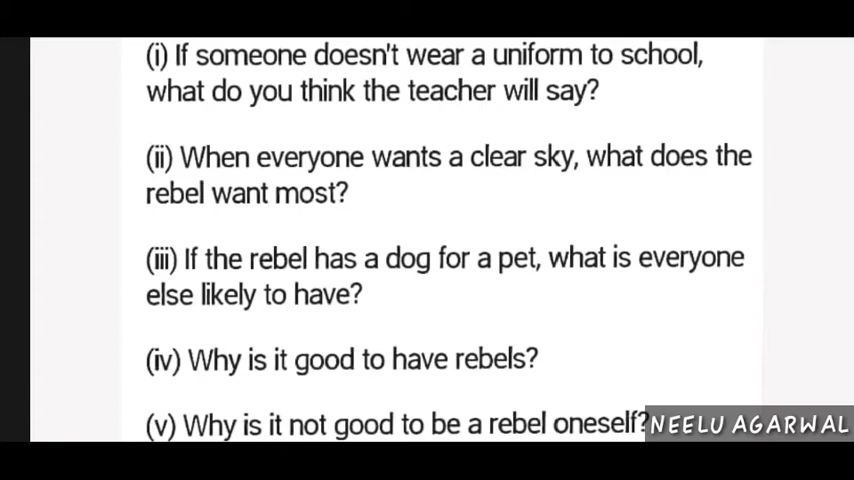 (i) If someone doesn't wear a uniform to school,
what do you think the teacher will say?
(ii) When everyone wants a clear sky, what does the
rebel want most?
(iii) If the rebel has a dog for a pet, what is everyone
else likely to have?
(iv) Why is it good to have rebels?
(v) Why is it not good to be a rebel oneself?
NEELU AGARWAL